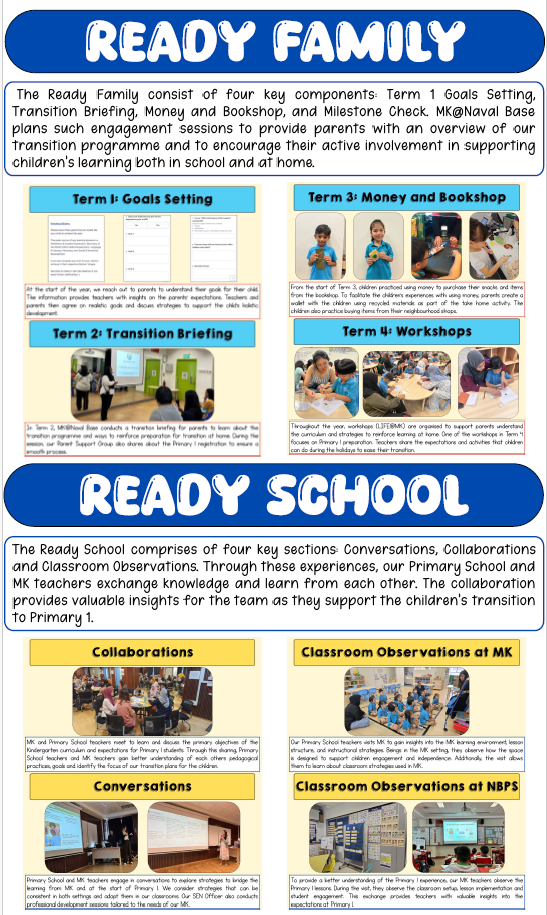 READY FAMILY
The Ready Family consist of four key components: Term 1 Goals Setting,
Transition Briefing, Money and Bookshop, and Milestone Check. MK@Naval Base
plans such engagement sessions to provide parents with an overview of our
transition programme and to encourage their active involvement in supporting
children's learning both in school and at home.
Term 1: Goals Setting
At the start of the year, we reach out to parents to understand their goals for their child.
The information provides teachers with insights on the parents' expectations. Teachers and
parents then agree on realistic goals and discuss strategies to support the child's holistic
development.
Term 2: Transition Briefing
In Term 2, MK@Naval Base conducts a transition briefing for parents to learn about the
transition programme and ways to reinforce preparation for transition at home. During the
session, our Parent Support Group also shares about the Primary 1 registration to ensure a
smooth process.
Term 3: Money and Bookshop
From the start of Term 3, children practiced using money to purchase their snacks and items
from the bookshop. To facilitate the children's experiences with using money, parents create a
wallet with the children using recycled materials as part of the take home activity. The
children also practice buying items from their neighbourhood shops.
Term 4: Workshops
Throughout the year, workshops (LIFE@MK) are organised to support parents understand
the curriculum and strategies to reinforce learning at home. One of the workshops in Term 4
focuses on Primary 1 preparation. Teachers share the expectations and activities that children
can do during the holidays to ease their transition.
READY SCHOOL
The Ready School comprises of four key sections: Conversations, Collaborations
and Classroom Observations. Through these experiences, our Primary School and
MK teachers exchange knowledge and learn from each other. The collaboration
provides valuable insights for the team as they support the children's transition
to Primary 1.
Collaborations
MK and Primary School teachers meet to learn and discuss the primary objectives of the
Kindergarten curriculum and expectations for Primary 1 students. Through this sharing, Primary
School teachers and MK teachers gain better understanding of each others pedagogical
practices, goals and identify the focus of our transition plans for the children.
Conversations
Primary School and MK teachers engage in conversations to explore strategies to bridge the
learning from MK and at the start of Primary 1. We consider strategies that can be
consistent in both settings and adopt them in our classrooms. Our SEN Officer also conducts
professional development sessions tailored to the needs of our MK.
Classroom Observations at MK
Our Primary School teachers visits MK to gain insights into the MK learning environment, lesson
structure, and instructional strategies. Beings in the MK setting, they observe how the space
is designed to support children engagement and independence. Additionally, the visit allows
them to learn about classroom strategies used in MK.
Classroom Observations at NBPS
To provide a better understanding of the Primary 1 experience, our MK teachers observe the
Primary 1 lessons. During the visit, they observe the classroom setup, lesson implementation and
student engagement. This exchange provides teachers with valuable insights into the
expectations at Primary 1.